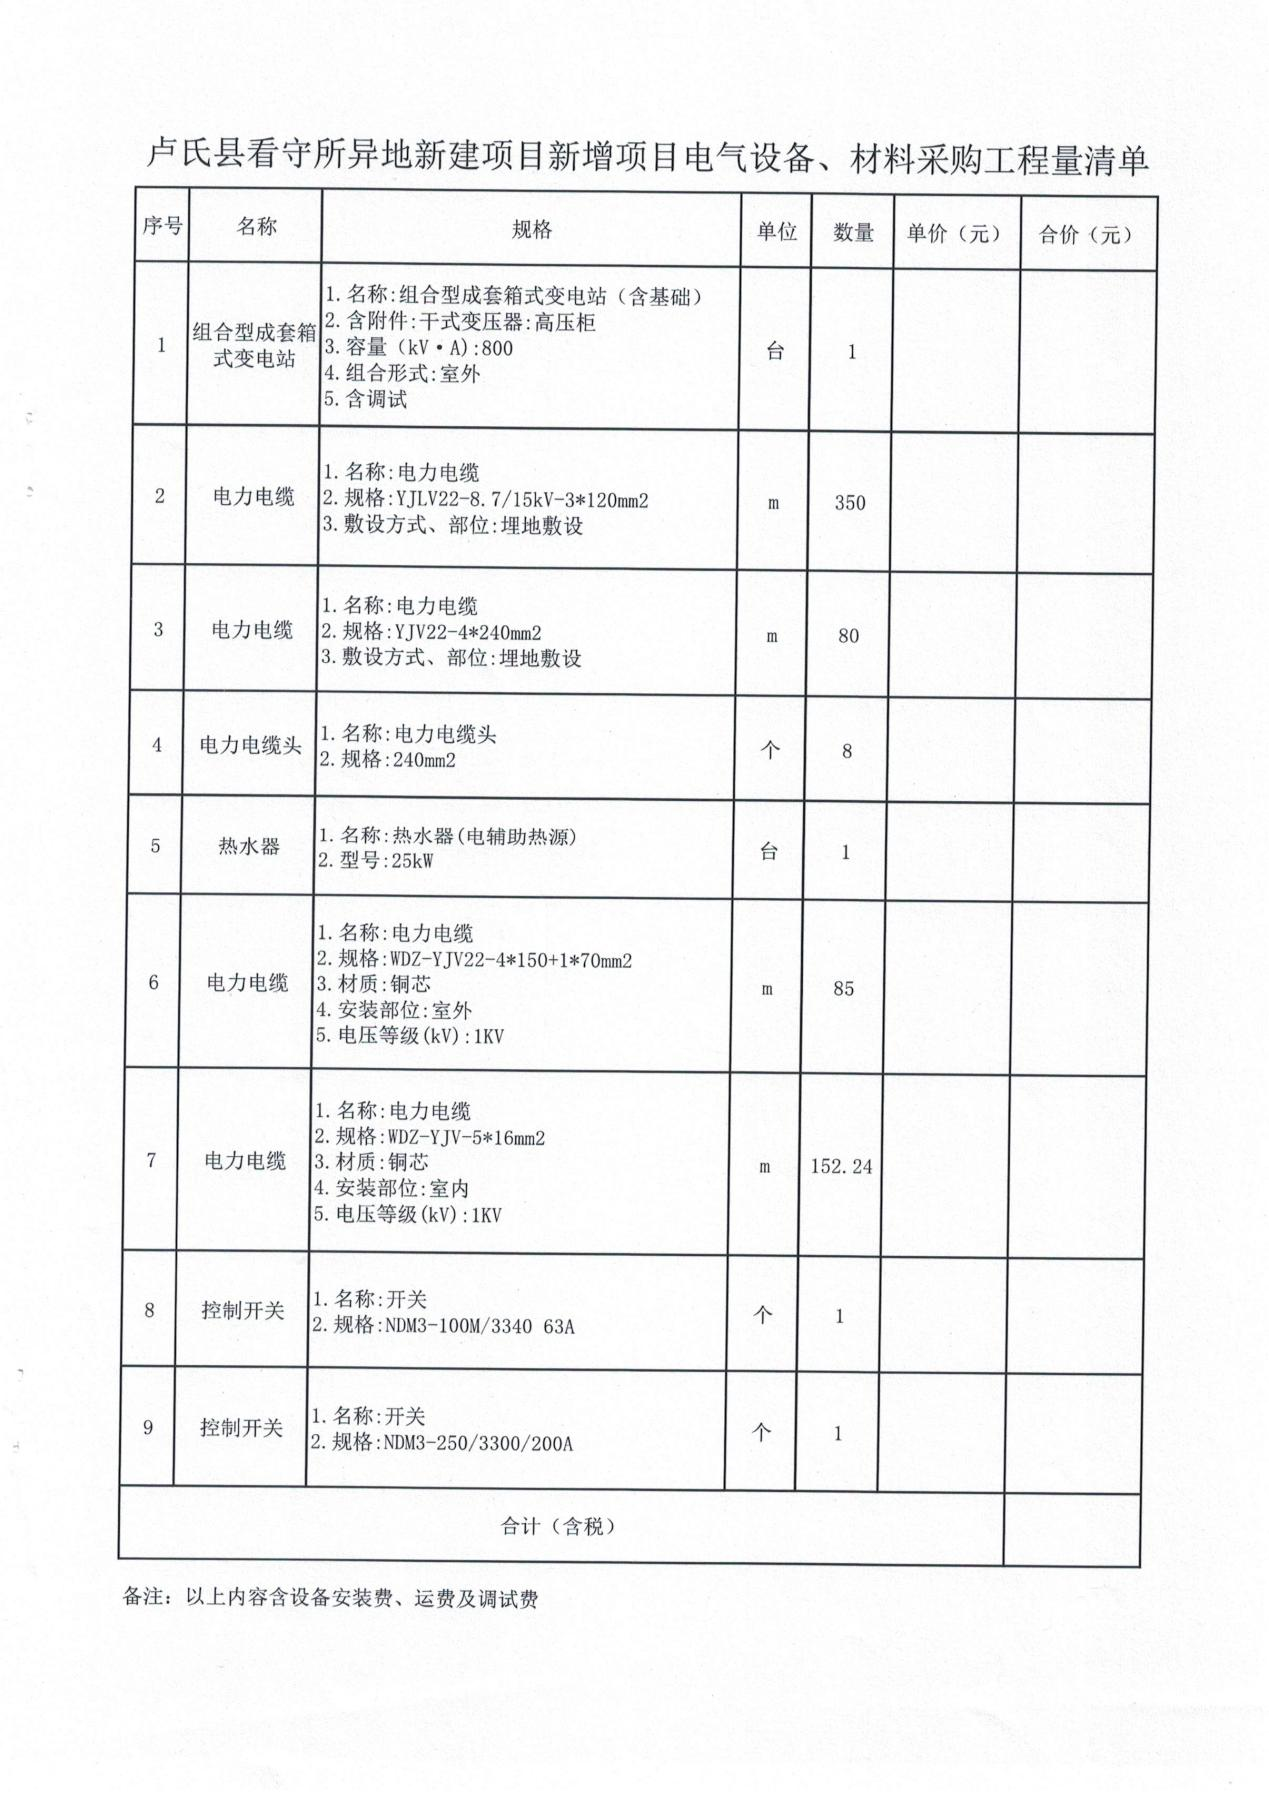 卢氏县看守所异地新建项目新增项目电气设备、材料采购工程量清单
序号 名称 规格 单位 数量 单价（元） 合价（元）
1 组合型成套箱式变电站 台 1
1.名称:组合型成套箱式变电站（含基础）
2.含附件:干式变压器:高压柜
3.容量（kV·A):800
4.组合形式:室外
5.含调试
2 电力电缆 m 350
1.名称:电力电缆
2.规格:YJLV22-8.7/15kV-3*120mm2
3.敷设方式、部位:埋地敷设
3 电力电缆 m 80
1.名称:电力电缆
2.规格:YJV22-4*240mm2
3.敷设方式、部位:埋地敷设
4 电力电缆头 个 8
1.名称:电力电缆头
2.规格:240mm2
5 热水器 台 1
1.名称:热水器(电辅助热源)
2.型号:25kW
6 电力电缆 m 85
1.名称:电力电缆
2.规格:WDZ-YJV22-4*150+1*70mm2
3.材质:铜芯
4.安装部位:室外
5.电压等级(kV):1KV
7 电力电缆 m 152.24
1.名称:电力电缆
2.规格:WDZ-YJV-5*16mm2
3.材质:铜芯
4.安装部位:室内
5.电压等级(kV):1KV
8 控制开关 个 1
1.名称:开关
2.规格:NDM3-100M/3340 63A
9 控制开关 个 1
1.名称:开关
2.规格:NDM3-250/3300/200A
合计（含税）
备注：以上内容含设备安装费、运费及调试费